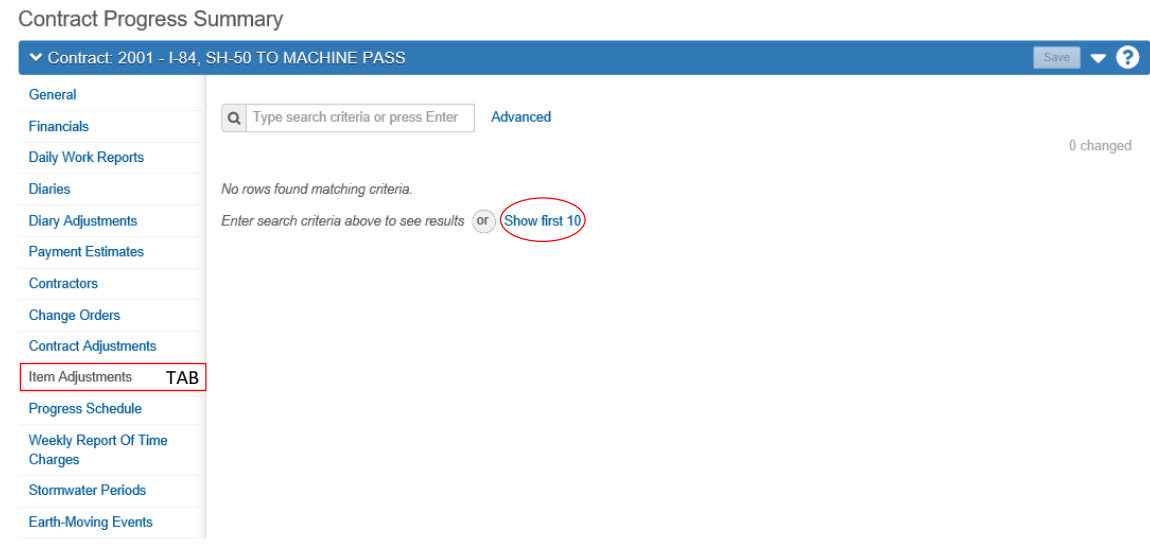 Contract Progress Summary
Contract: 2001 - I-84, SH-50 TO MACHINE PASS
Save
?
General
Financials
Daily Work Reports
Diaries
Diary Adjustments
Payment Estimates
Contractors
Change Orders
Contract Adjustments
Item Adjustments TAB
Progress Schedule
Weekly Report Of Time
Charges
Stormwater Periods
Earth-Moving Events
Type search criteria or press Enter Advanced
0 changed
No rows found matching criteria.
Enter search criteria above to see results or Show first 10